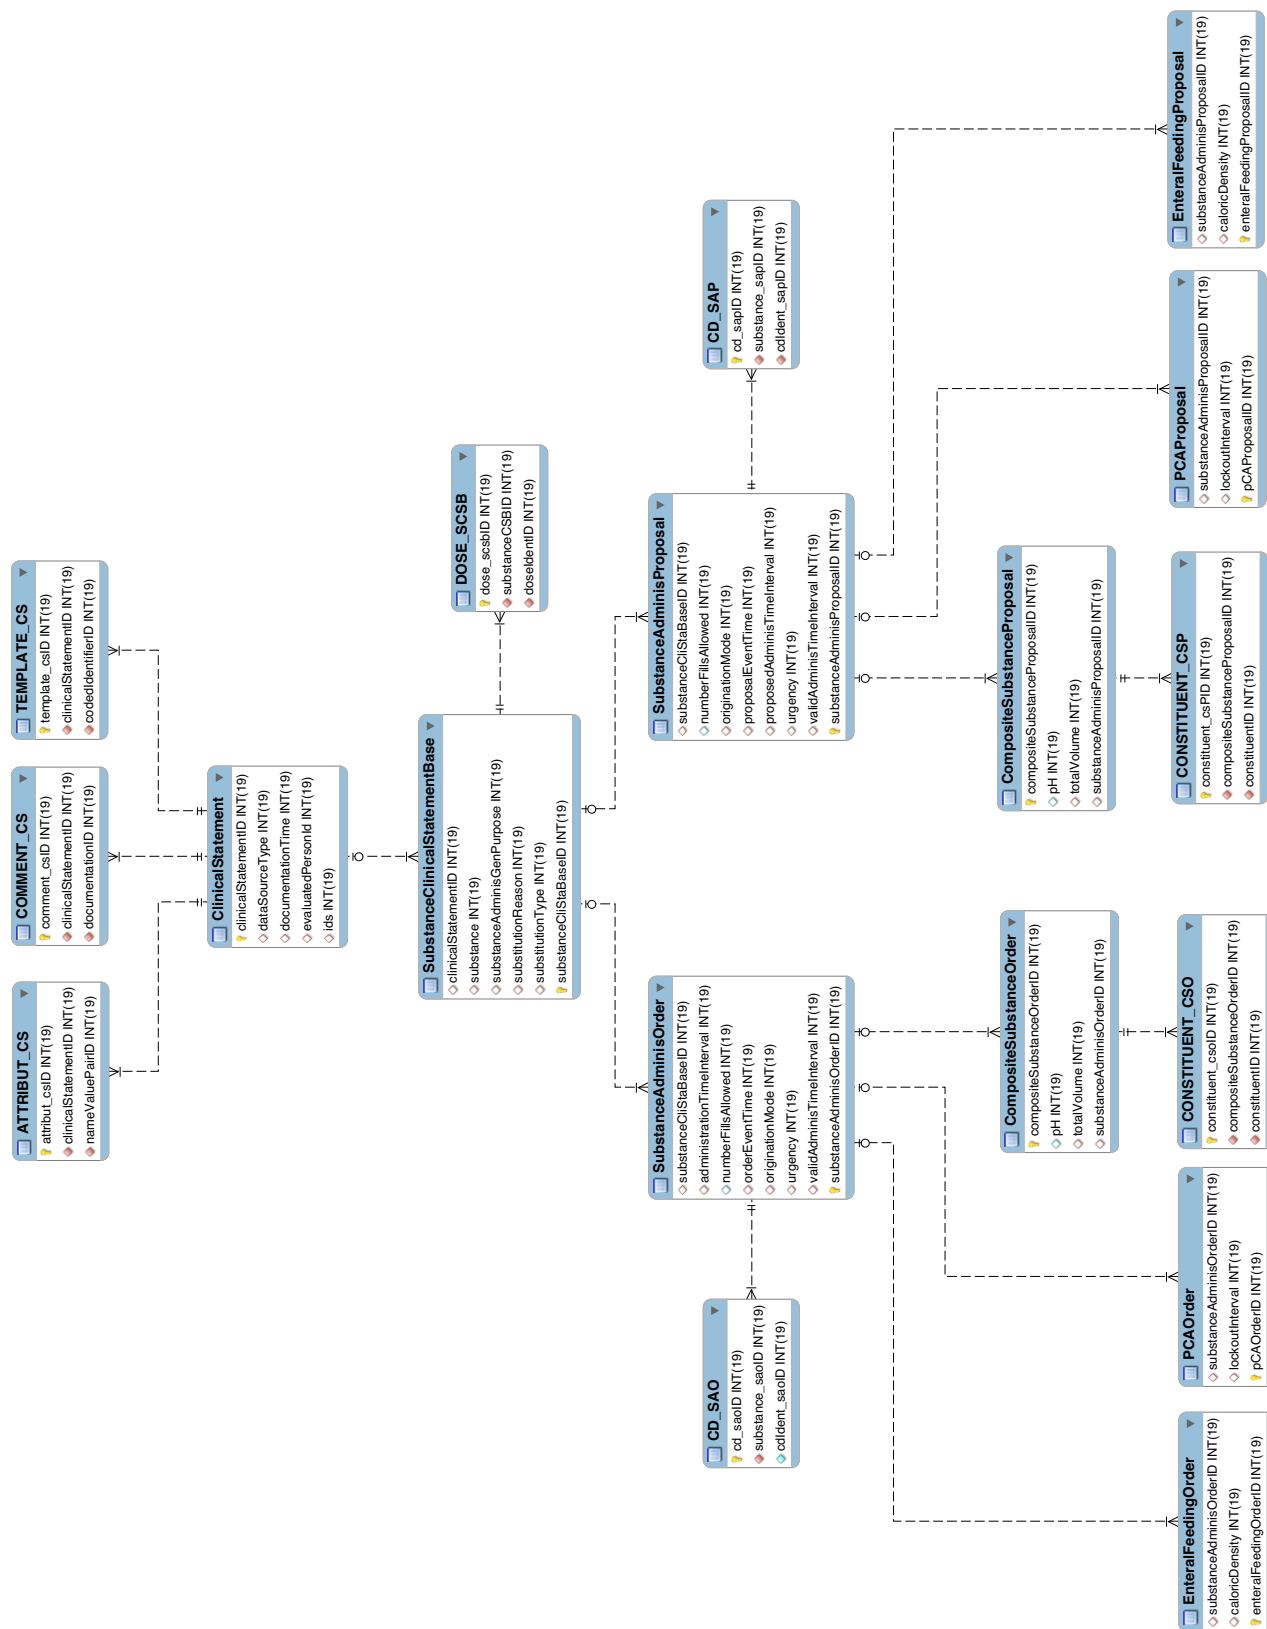 ATTRIBUT_CS
attribut_csID INT(19)
clinicalStatementID INT(19)
nameValuePairID INT(19)
COMMENT_CS
comment_csID INT(19)
clinicalStatementID INT(19)
documentationID INT(19)
TEMPLATE_CS
template_csID INT(19)
clinicalStatementID INT(19)
codedIdentifierID INT(19)
ClinicalStatement
clinicalStatementID INT(19)
dataSourceType INT(19)
documentationTime INT(19)
evaluatedPersonId INT(19)
ids INT(19)
SubstanceClinicalStatementBase
clinicalStatementID INT(19)
substance INT(19)
substanceAdminisGenPurpose INT(19)
substitutionReason INT(19)
substitutionType INT(19)
substanceCliStaBaseID INT(19)
DOSE_SCSB
dose_scsbID INT(19)
substanceCSBID INT(19)
doseIdentID INT(19)
SubstanceAdminisOrder
substanceCliStaBaseID INT(19)
administrationTimeInterval INT(19)
numberFillsAllowed INT(19)
orderEventTime INT(19)
originationMode INT(19)
urgency INT(19)
validAdminisTimeInterval INT(19)
substanceAdminisOrderID INT(19)
SubstanceAdminisProposal
substanceCliStaBaseID INT(19)
numberFillsAllowed INT(19)
originationMode INT(19)
proposalEventTime INT(19)
proposedAdminisTimeInterval INT(19)
urgency INT(19)
validAdminisTimeInterval INT(19)
substanceAdminisProposalID INT(19)
CD_SAO
cd_saoID INT(19)
substance_saoID INT(19)
cdIdent_saoID INT(19)
CD_SAP
cd_sapID INT(19)
substance_sapID INT(19)
cdIdent_sapID INT(19)
CompositeSubstanceOrder
compositeSubstanceOrderID INT(19)
pH INT(19)
totalVolume INT(19)
substanceAdminisOrderID INT(19)
CompositeSubstanceProposal
compositeSubstanceProposalID INT(19)
pH INT(19)
totalVolume INT(19)
substanceAdminisProposalID INT(19)
EnteralFeedingOrder
substanceAdminisOrderID INT(19)
caloricDensity INT(19)
enteralFeedingOrderID INT(19)
PCAOrder
substanceAdminisOrderID INT(19)
lockoutInterval INT(19)
pCAOrderID INT(19)
CONSTITUENT_CSO
constituent_csoID INT(19)
compositeSubstanceOrderID INT(19)
constituentID INT(19)
CONSTITUENT_CSP
constituent_csPID INT(19)
compositeSubstanceProposalID INT(19)
constituentID INT(19)
PCAProposal
substanceAdminisProposalID INT(19)
lockoutInterval INT(19)
pCAProposalID INT(19)
EnteralFeedingProposal
substanceAdminisProposalID INT(19)
caloricDensity INT(19)
enteralFeedingProposalID INT(19)